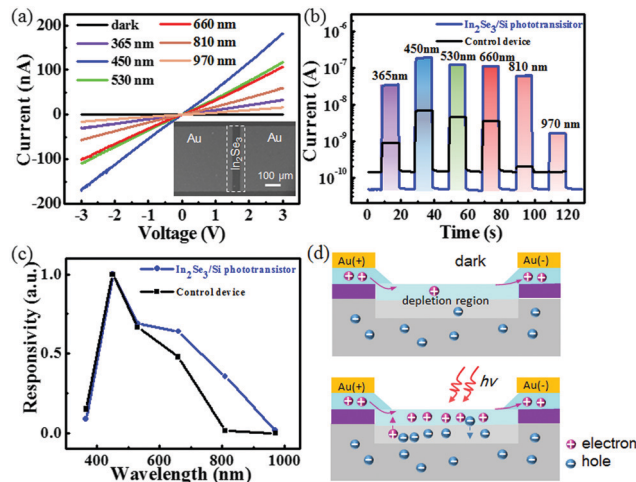 (a)
200
150
100
50
0
-50
-100
-200
Current (nA)
dark
365 nm
450 nm
530 nm
660 nm
810 nm
970 nm
Au
In2Se3
Au
100 μm
-3 -2 -1 0 1 2 3
Voltage (V)
(b)
10-6
10-7
10-8
10-9
10-10
Current (A)
In2Se3/Si phototransistor
Control device
365nm
450nm
530nm
660nm
810 nm
970 nm
0 20 40 60 80 100 120
Time (s)
(c)
1.0
0.5
0.0
Responsivity (a.u.)
In2Se3/Si phototransistor
Control device
400 600 800 1000
Wavelength (nm)
(d)
Au(+)
dark
Au(-)
depletion region
Au(+)
hν
Au(-)
electron
hole